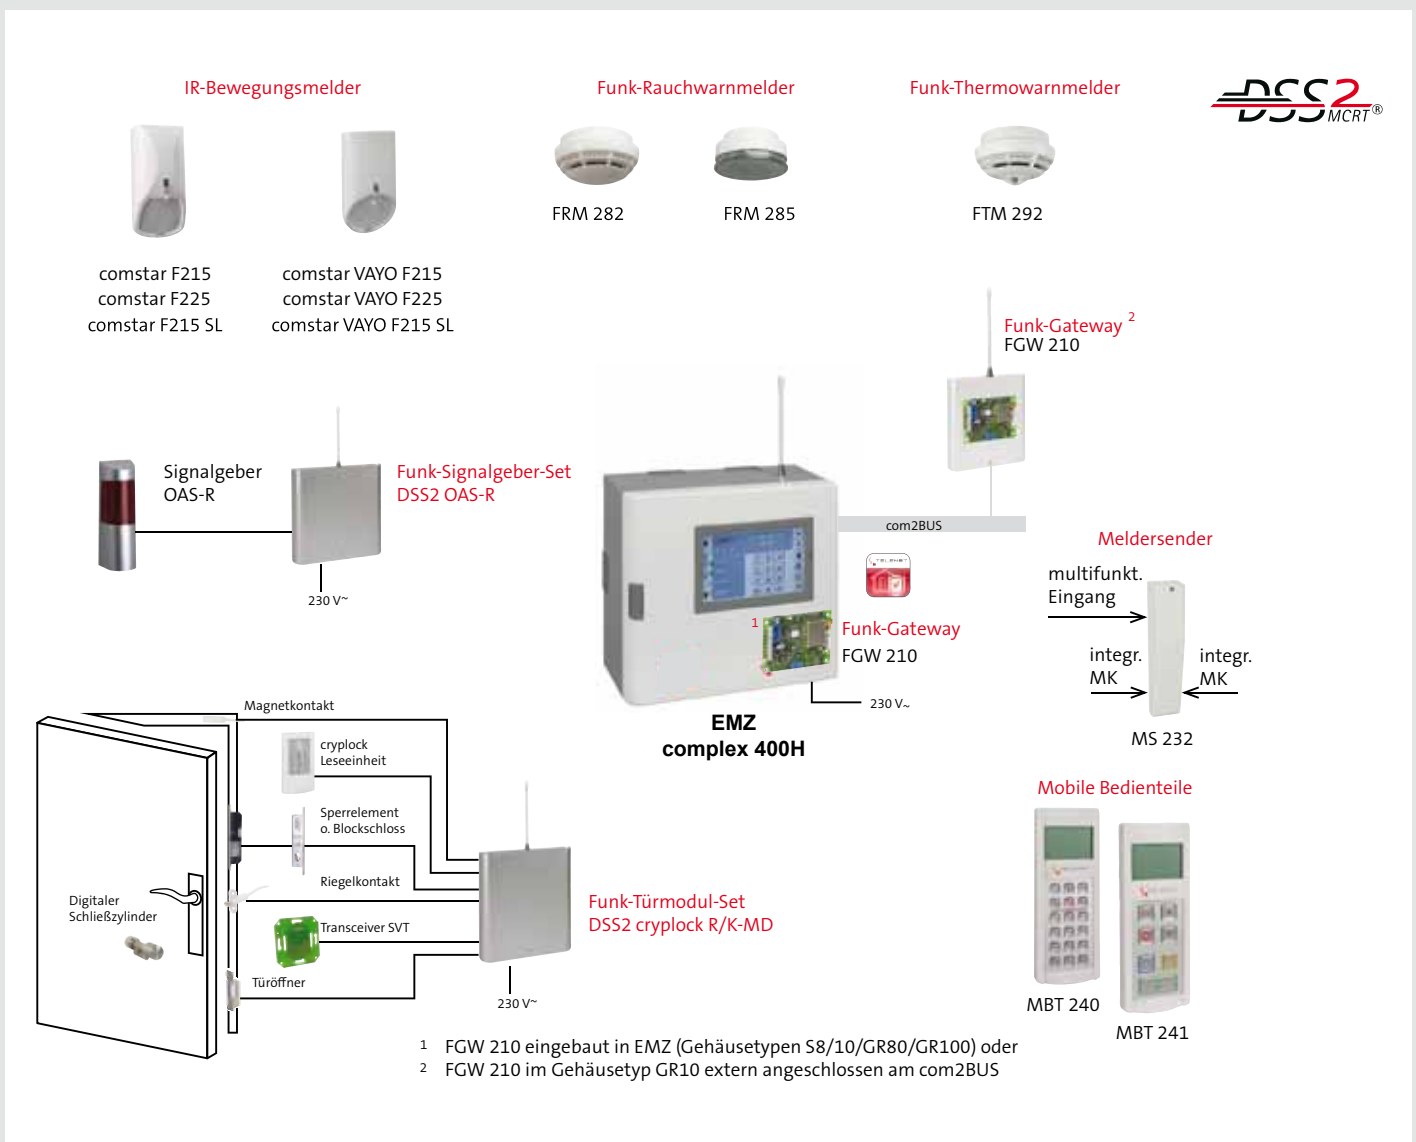 IR-Bewegungsmelder
Funk-Rauchwarnmelder
Funk-Thermowarnmelder
DSS2
MCRT®
FRM 282
FRM 285
FTM 292
comstar F215
comstar F225
comstar F215 SL
comstar VAYO F215
comstar VAYO F225
comstar VAYO F215 SL
Funk-Gateway 2
FGW 210
Signalgeber
OAS-R
Funk-Signalgeber-Set
DSS2 OAS-R
230 V~
com2BUS
TELENOT
1
Funk-Gateway
FGW 210
230 V~
EMZ
complex 400H
Meldersender
multifunkt.
Eingang
integr.
MK
integr.
MK
MS 232
Magnetkontakt
cryplock
Leseeinheit
Sperrelement
o. Blockschloss
Riegelkontakt
Digitaler
Schließzylinder
Transceiver SVT
Türöffner
Funk-Türmodul-Set
DSS2 cryplock R/K-MD
230 V~
Mobile Bedienteile
MBT 240
MBT 241
1 FGW 210 eingebaut in EMZ (Gehäusetypen S8/10/GR80/GR100) oder
2 FGW 210 im Gehäusetyp GR10 extern angeschlossen am com2BUS